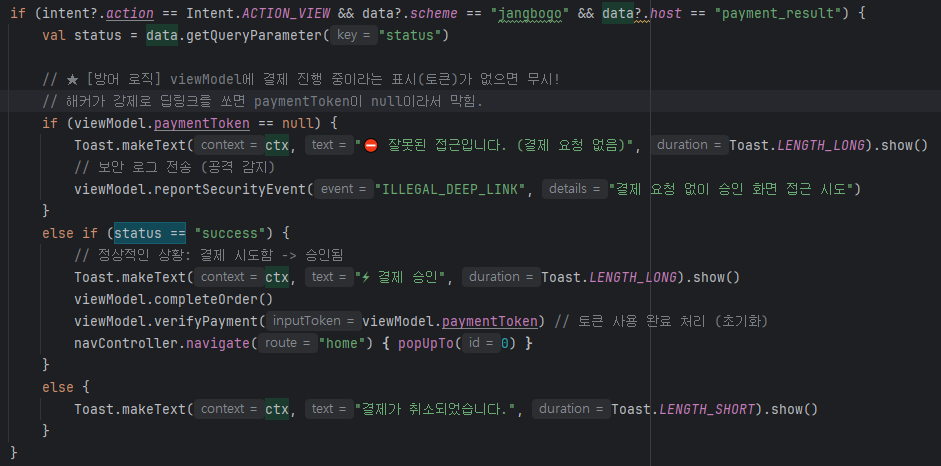 if (intent?.action == Intent.ACTION_VIEW && data?.scheme == "jangbogo" && data?.host == "payment_result") {
    val status = data.getQueryParameter( key = "status")

    // ★ [방어 로직] viewModel에 결제 진행 중이라는 표시(토큰)가 없으면 무시!
    // 해커가 강제로 딥링크를 쏘면 paymentToken이 null이라서 막힘.
    if (viewModel.paymentToken == null) {
        Toast.makeText( context = ctx, text = "⛔ 잘못된 접근입니다. (결제 요청 없음)", duration = Toast.LENGTH_LONG).show()
        // 보안 로그 전송 (공격 감지)
        viewModel.reportSecurityEvent( event = "ILLEGAL_DEEP_LINK", details = "결제 요청 없이 승인 화면 접근 시도")
    }
    else if (status == "success") {
        // 정상적인 상황: 결제 시도함 -> 승인됨
        Toast.makeText( context = ctx, text = "⚡ 결제 승인", duration = Toast.LENGTH_LONG).show()
        viewModel.completeOrder()
        viewModel.verifyPayment( inputToken = viewModel.paymentToken) // 토큰 사용 완료 처리 (초기화)
        navController.navigate( route = "home") { popUpTo( id = 0) }
    }
    else {
        Toast.makeText( context = ctx, text = "결제가 취소되었습니다.", duration = Toast.LENGTH_SHORT).show()
    }
}